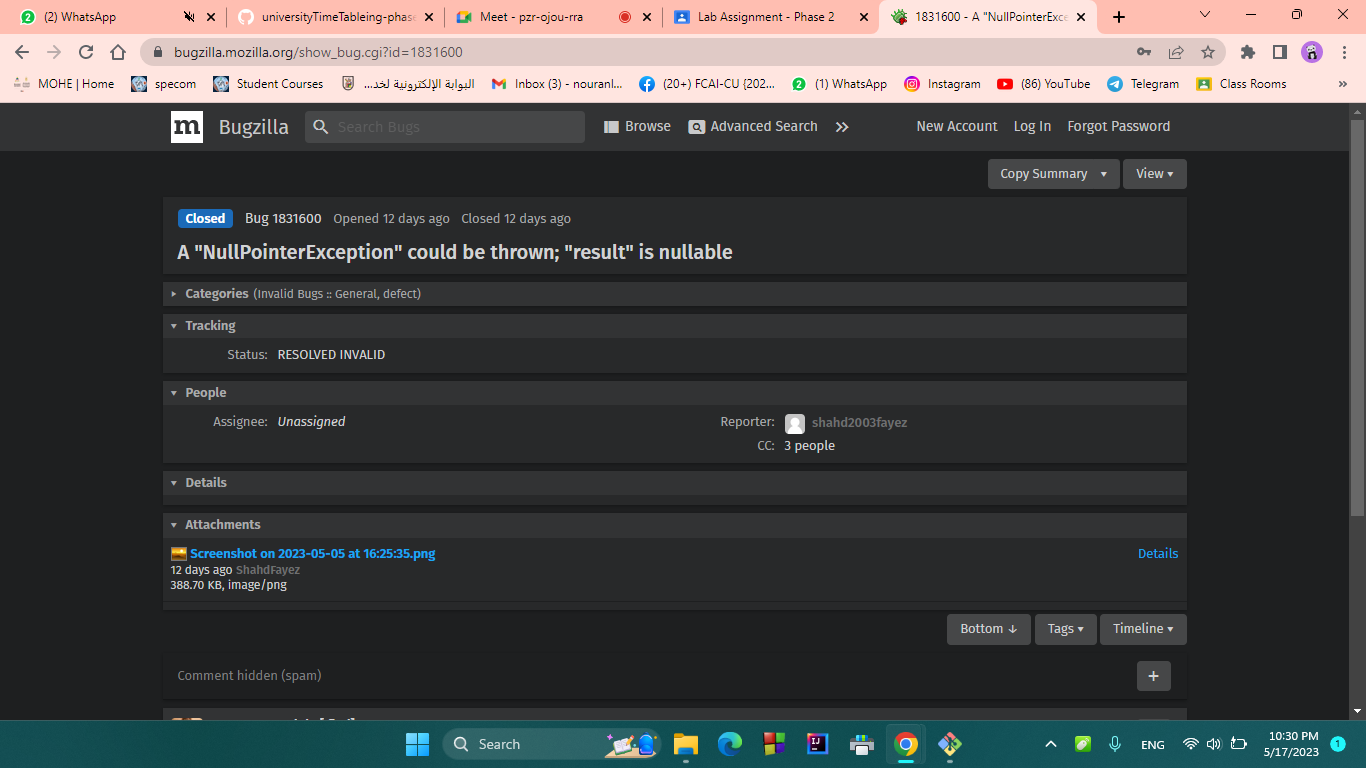 (2) WhatsApp
universityTimeTableing-phase
Meet - pzr-ojou-rra
Lab Assignment - Phase 2
1831600 - A "NullPointerExce
bugzilla.mozilla.org/show_bug.cgi?id=1831600
MOHE | Home
specom
Student Courses
البوابة الإلكترونية لخد...
Inbox (3) - nouranl...
(20+) FCAI-CU {202...
(1) WhatsApp
Instagram
(86) YouTube
Telegram
Class Rooms
m Bugzilla
Search Bugs
Browse
Advanced Search
New Account
Log In
Forgot Password
Copy Summary
View
Closed Bug 1831600 Opened 12 days ago Closed 12 days ago
A "NullPointerException" could be thrown; "result" is nullable
Categories (Invalid Bugs :: General, defect)
Tracking
Status: RESOLVED INVALID
People
Assignee: Unassigned
Reporter: shahd2003fayez
CC: 3 people
Details
Attachments
Screenshot on 2023-05-05 at 16:25:35.png
Details
12 days ago ShahdFayez
388.70 KB, image/png
Bottom ↓
Tags
Timeline
Comment hidden (spam)
+
Search
ENG
10:30 PM
5/17/2023
1